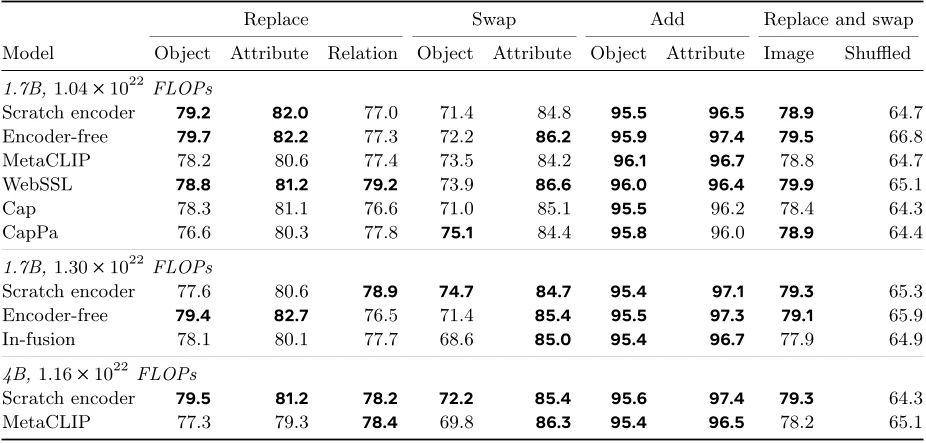 Replace Swap Add Replace and swap
Model Object Attribute Relation Object Attribute Object Attribute Image Shuffled
1.7B, 1.04 × 10^22 FLOPs
Scratch encoder 79.2 82.0 77.0 71.4 84.8 95.5 96.5 78.9 64.7
Encoder-free 79.7 82.2 77.3 72.2 86.2 95.9 97.4 79.5 66.8
MetaCLIP 78.2 80.6 77.4 73.5 84.2 96.1 96.7 78.8 64.7
WebSSL 78.8 81.2 79.2 73.9 86.6 96.0 96.4 79.9 65.1
Cap 78.3 81.1 76.6 71.0 85.1 95.5 96.2 78.4 64.3
CapPa 76.6 80.3 77.8 75.1 84.4 95.8 96.0 78.9 64.4
1.7B, 1.30 × 10^22 FLOPs
Scratch encoder 77.6 80.6 78.9 74.7 84.7 95.4 97.1 79.3 65.3
Encoder-free 79.4 82.7 76.5 71.4 85.4 95.5 97.3 79.1 65.9
In-fusion 78.1 80.1 77.7 68.6 85.0 95.4 96.7 77.9 64.9
4B, 1.16 × 10^22 FLOPs
Scratch encoder 79.5 81.2 78.2 72.2 85.4 95.6 97.4 79.3 64.3
MetaCLIP 77.3 79.3 78.4 69.8 86.3 95.4 96.5 78.2 65.1